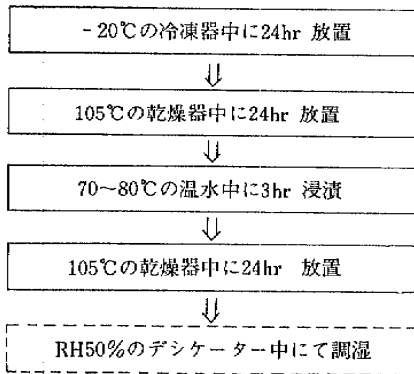 -20℃の冷凍器中に24hr 放置
⇩
105℃の乾燥器中に24hr 放置
⇩
70~80℃の温水中に3hr 浸漬
⇩
105℃の乾燥器中に24hr 放置
⇩
RH50%のデシケーター中にて調湿